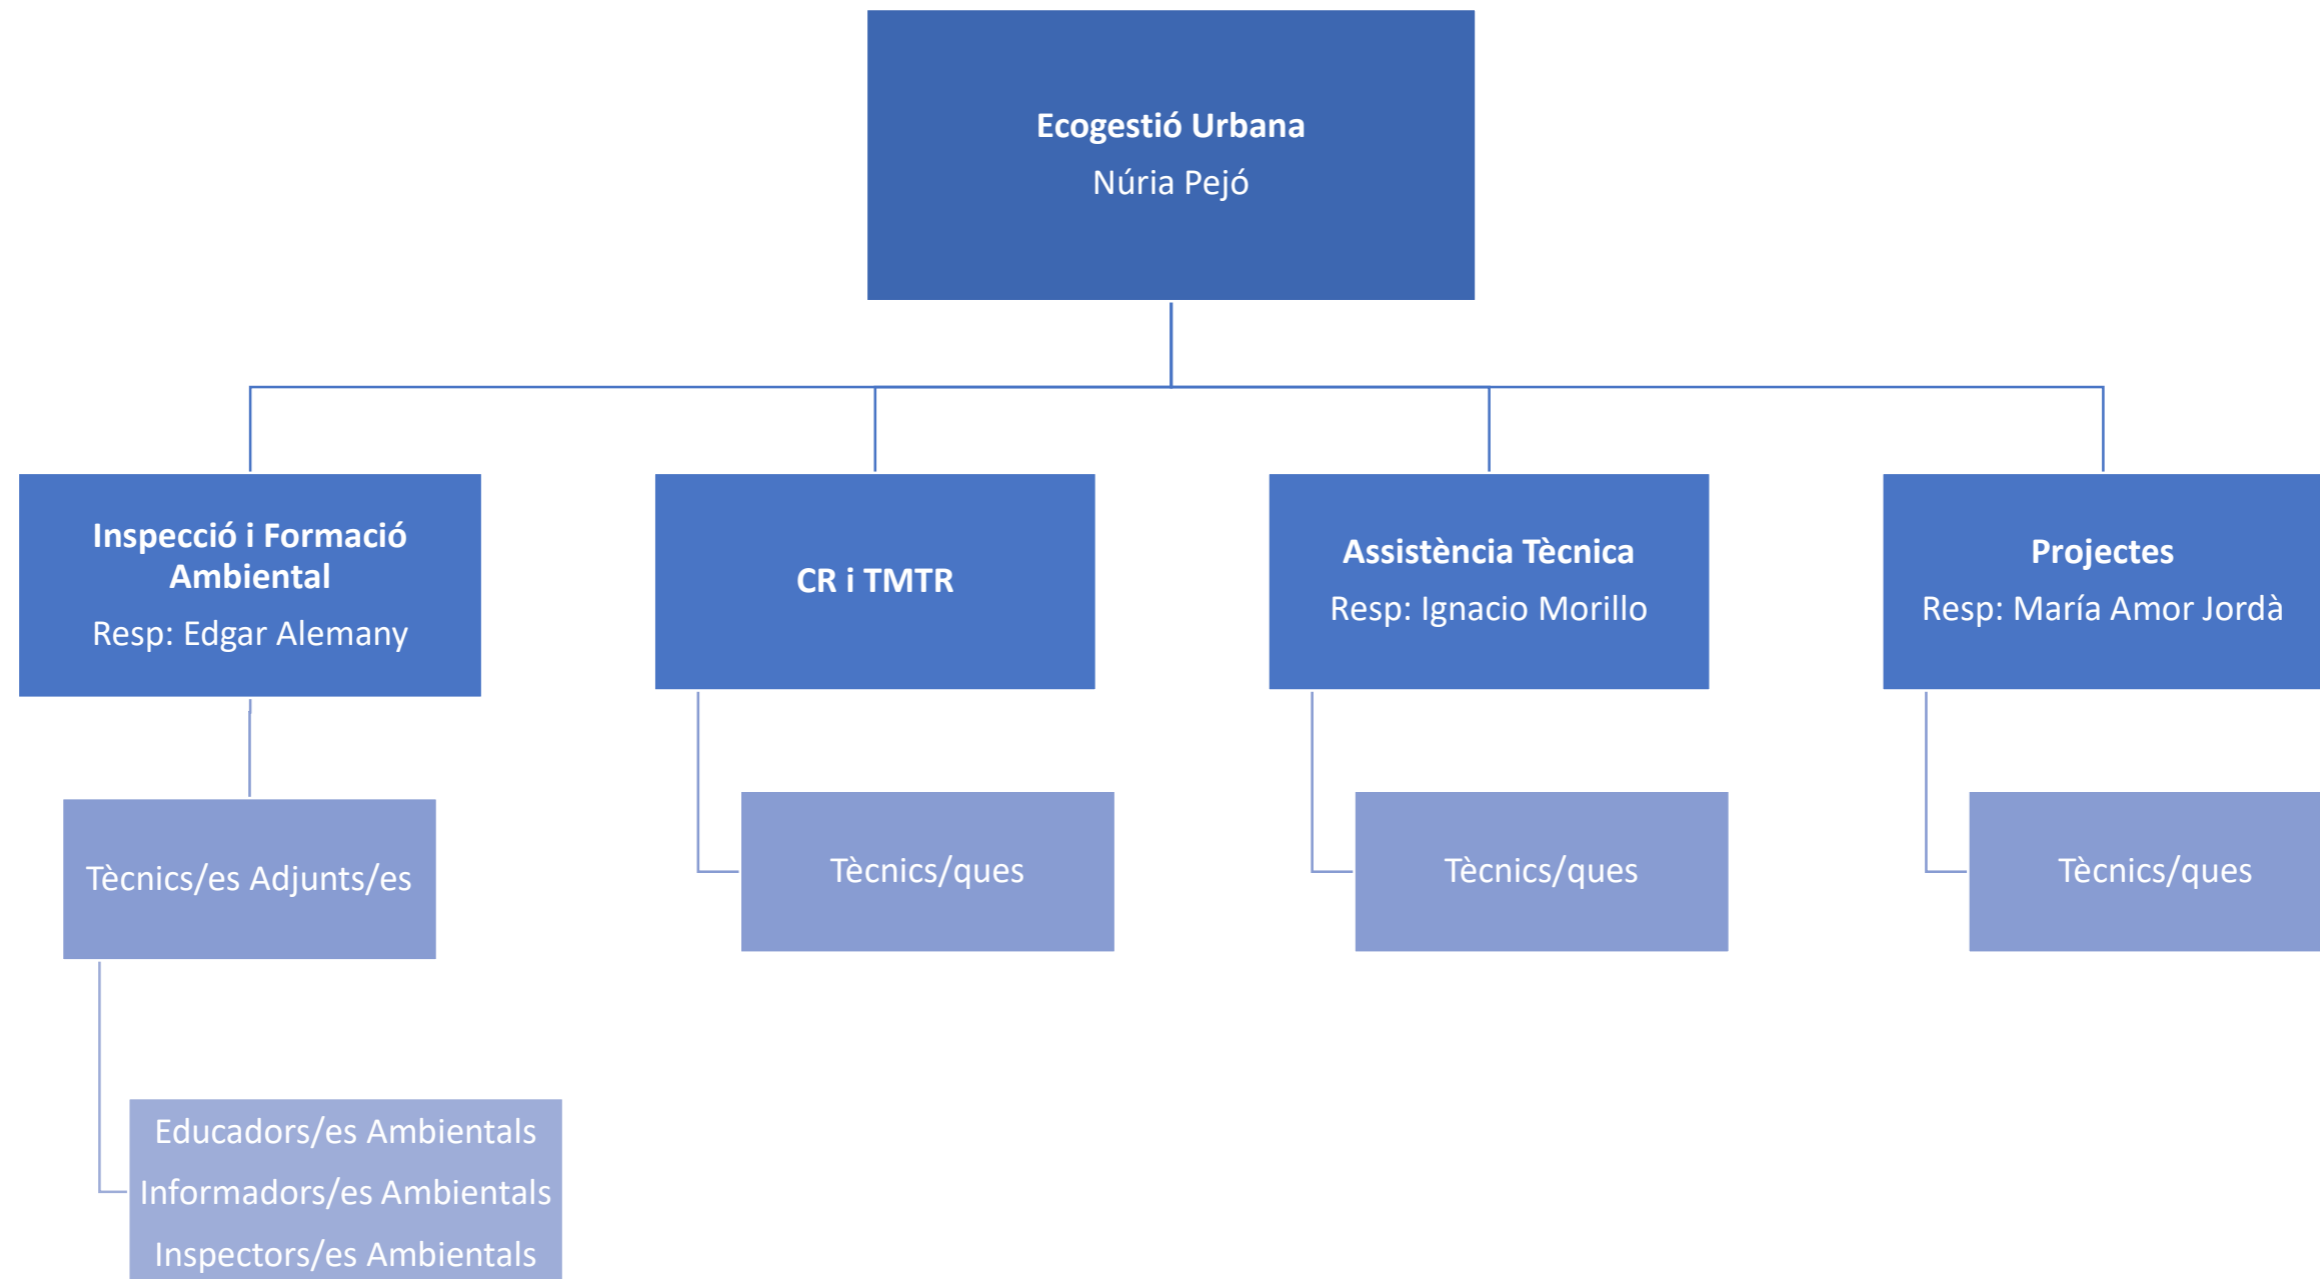 Ecogestió Urbana
Núria Pejó
Inspecció i Formació
Ambiental
Resp: Edgar Alemany
CR i TMTR
Assistència Tècnica
Resp: Ignacio Morillo
Projectes
Resp: María Amor Jordà
Tècnics/es Adjunts/es
Tècnics/ques
Tècnics/ques
Tècnics/ques
Educadors/es Ambientals
Informadors/es Ambientals
Inspectors/es Ambientals